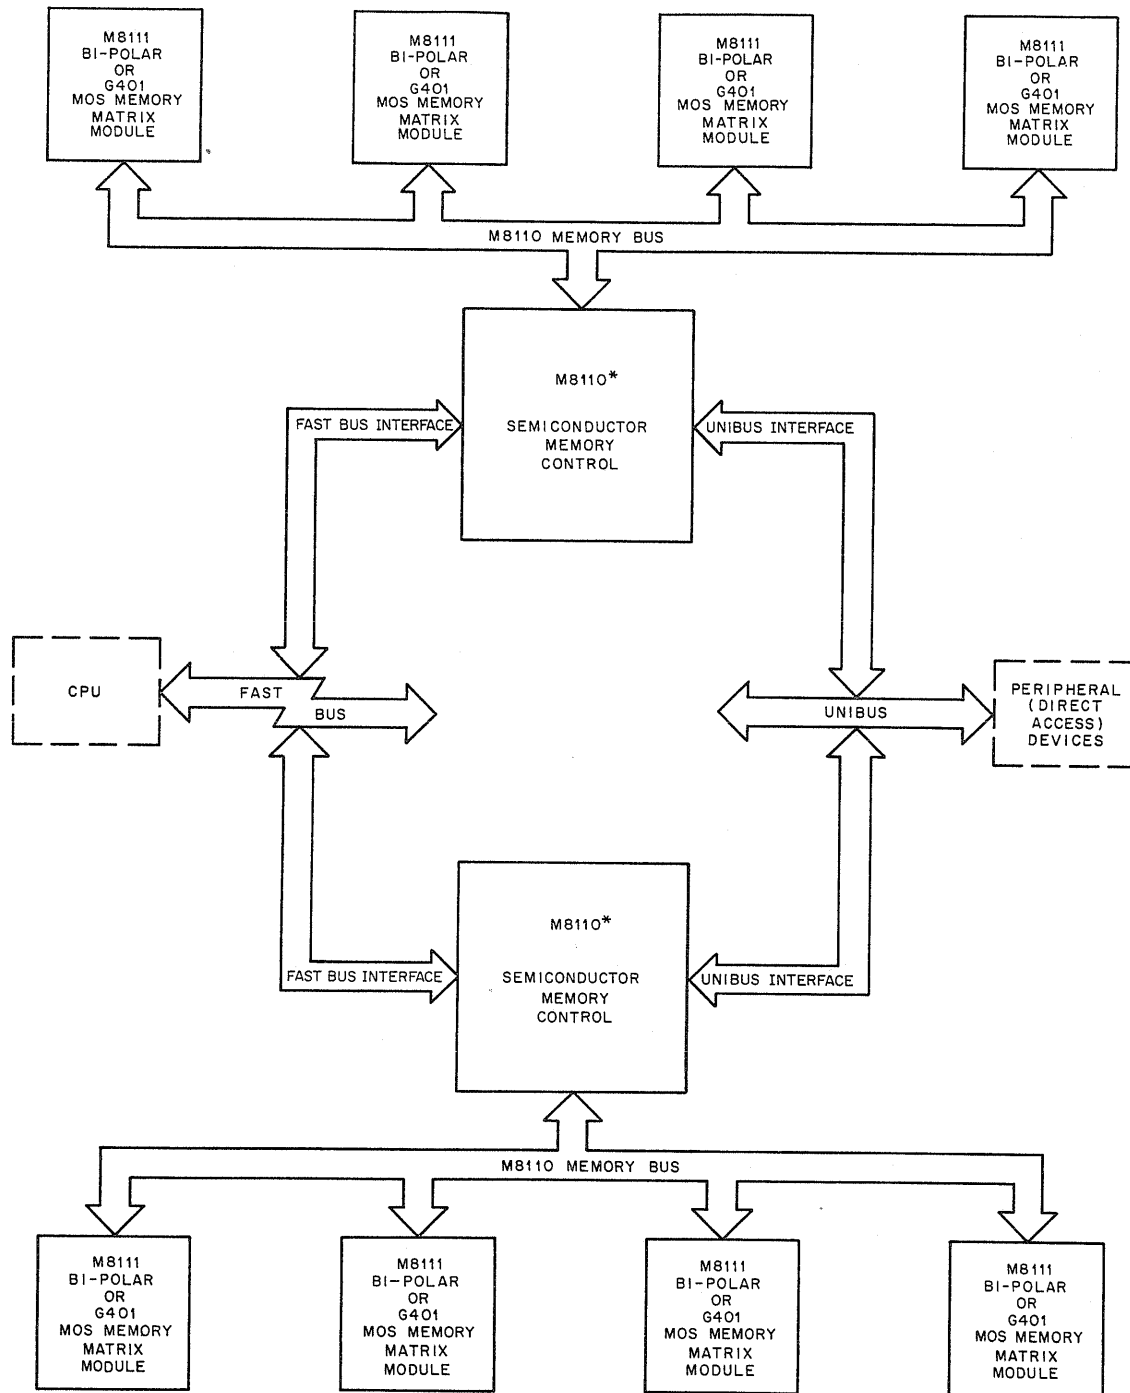 M8111
BI-POLAR
OR
G401
MOS MEMORY
MATRIX
MODULE
M8111
BI-POLAR
OR
G401
MOS MEMORY
MATRIX
MODULE
M8111
BI-POLAR
OR
G401
MOS MEMORY
MATRIX
MODULE
M8111
BI-POLAR
OR
G401
MOS MEMORY
MATRIX
MODULE
M8110 MEMORY BUS
M8110*
SEMICONDUCTOR
MEMORY
CONTROL
FAST BUS INTERFACE
UNIBUS INTERFACE
CPU
FAST
BUS
UNIBUS
PERIPHERAL
(DIRECT
ACCESS)
DEVICES
M8110*
SEMICONDUCTOR
MEMORY
CONTROL
FAST BUS INTERFACE
UNIBUS INTERFACE
M8110 MEMORY BUS
M8111
BI-POLAR
OR
G401
MOS MEMORY
MATRIX
MODULE
M8111
BI-POLAR
OR
G401
MOS MEMORY
MATRIX
MODULE
M8111
BI-POLAR
OR
G401
MOS MEMORY
MATRIX
MODULE
M8111
BI-POLAR
OR
G401
MOS MEMORY
MATRIX
MODULE